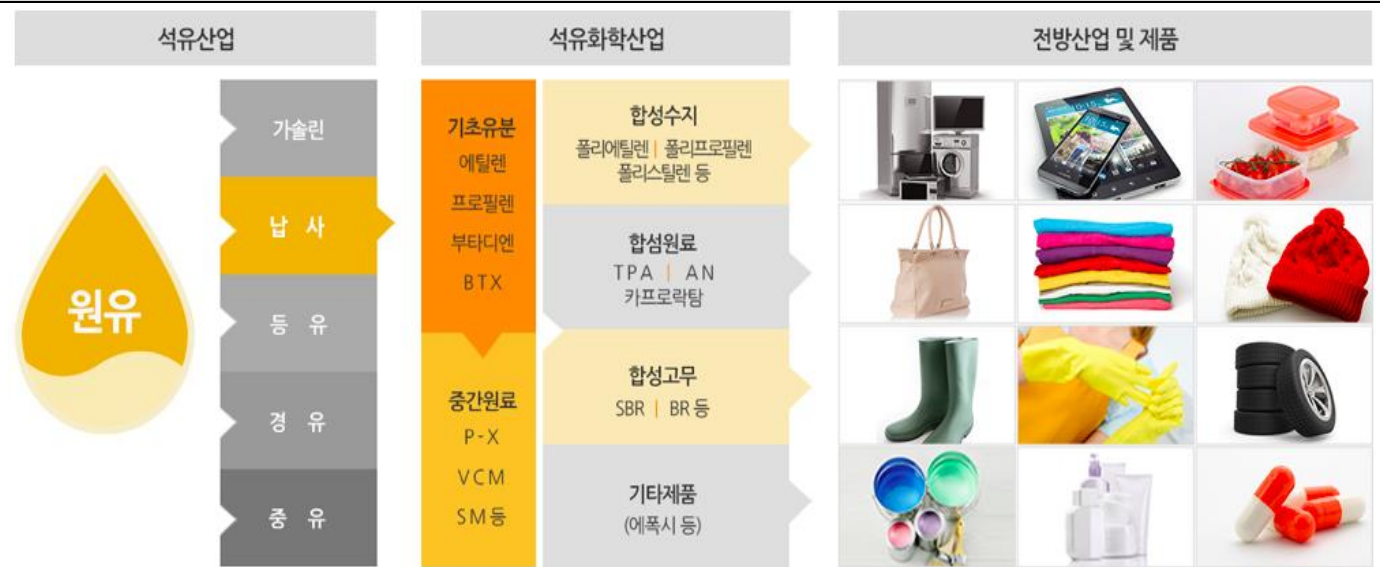 석유산업
석유화학산업
전방산업 및 제품
원유
가솔린
납 사
등 유
경 유
중 유
기초유분
에틸렌
프로필렌
부타디엔
BTX
중간원료
P-X
VCM
SM 등
합성수지
폴리에틸렌 | 폴리프로필렌
폴리스틸렌 등
합섬원료
TPA | AN
카프로락탐
합성고무
SBR | BR 등
기타제품
(에폭시 등)
10:15
10:15